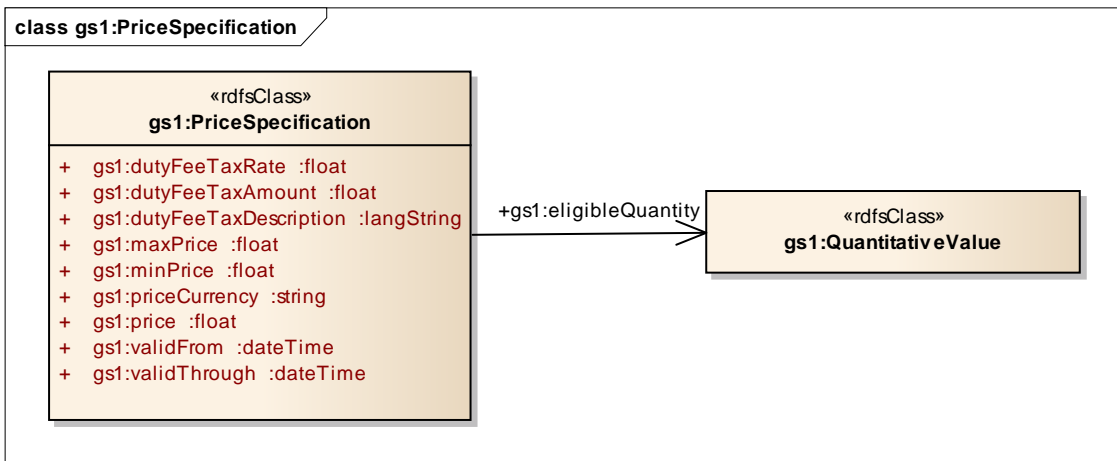 class gs1:PriceSpecification
«rdfsClass»
gs1:PriceSpecification
+ gs1:dutyFeeTaxRate :float
+ gs1:dutyFeeTaxAmount :float
+ gs1:dutyFeeTaxDescription :langString
+ gs1:maxPrice :float
+ gs1:minPrice :float
+ gs1:priceCurrency :string
+ gs1:price :float
+ gs1:validFrom :dateTime
+ gs1:validThrough :dateTime
+gs1:eligibleQuantity
«rdfsClass»
gs1:QuantitativeValue